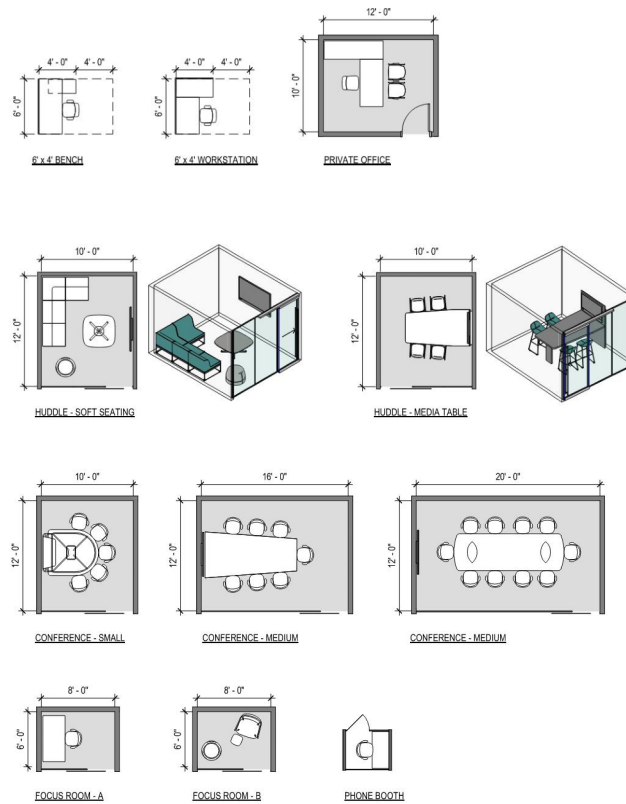 12' - 0"
4' - 0" 4' - 0"
4' - 0" 4' - 0"
6' - 0"
6' - 0"
10' - 0"
6' x 4' BENCH
6' x 4' WORKSTATION
PRIVATE OFFICE
10' - 0"
10' - 0"
12' - 0"
12' - 0"
HUDDLE - SOFT SEATING
HUDDLE - MEDIA TABLE
10' - 0"
16' - 0"
20' - 0"
12' - 0"
12' - 0"
12' - 0"
CONFERENCE - SMALL
CONFERENCE - MEDIUM
CONFERENCE - MEDIUM
8' - 0"
8' - 0"
6' - 0"
6' - 0"
FOCUS ROOM - A
FOCUS ROOM - B
PHONE BOOTH